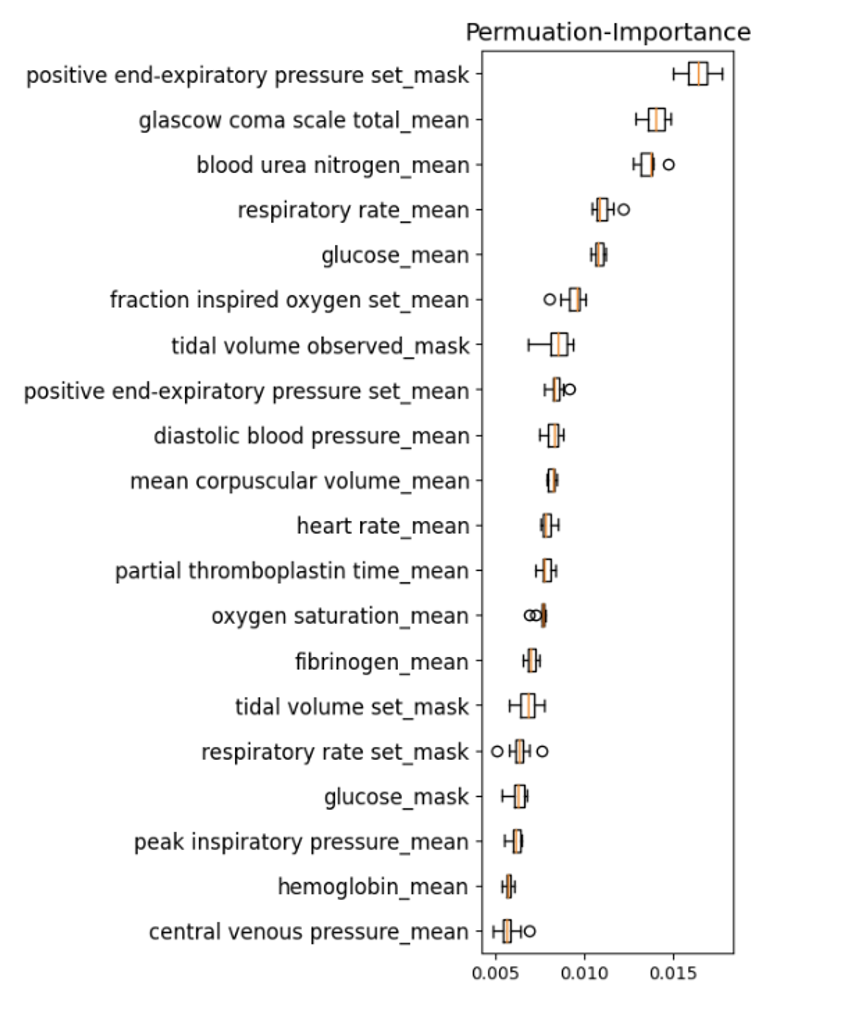 Permuation-Importance
positive end-expiratory pressure set_mask
glascow coma scale total_mean
blood urea nitrogen_mean
respiratory rate_mean
glucose_mean
fraction inspired oxygen set_mean
tidal volume observed_mask
positive end-expiratory pressure set_mean
diastolic blood pressure_mean
mean corpuscular volume_mean
heart rate_mean
partial thromboplastin time_mean
oxygen saturation_mean
fibrinogen_mean
tidal volume set_mask
respiratory rate set_mask
glucose_mask
peak inspiratory pressure_mean
hemoglobin_mean
central venous pressure_mean
0.005 0.010 0.015